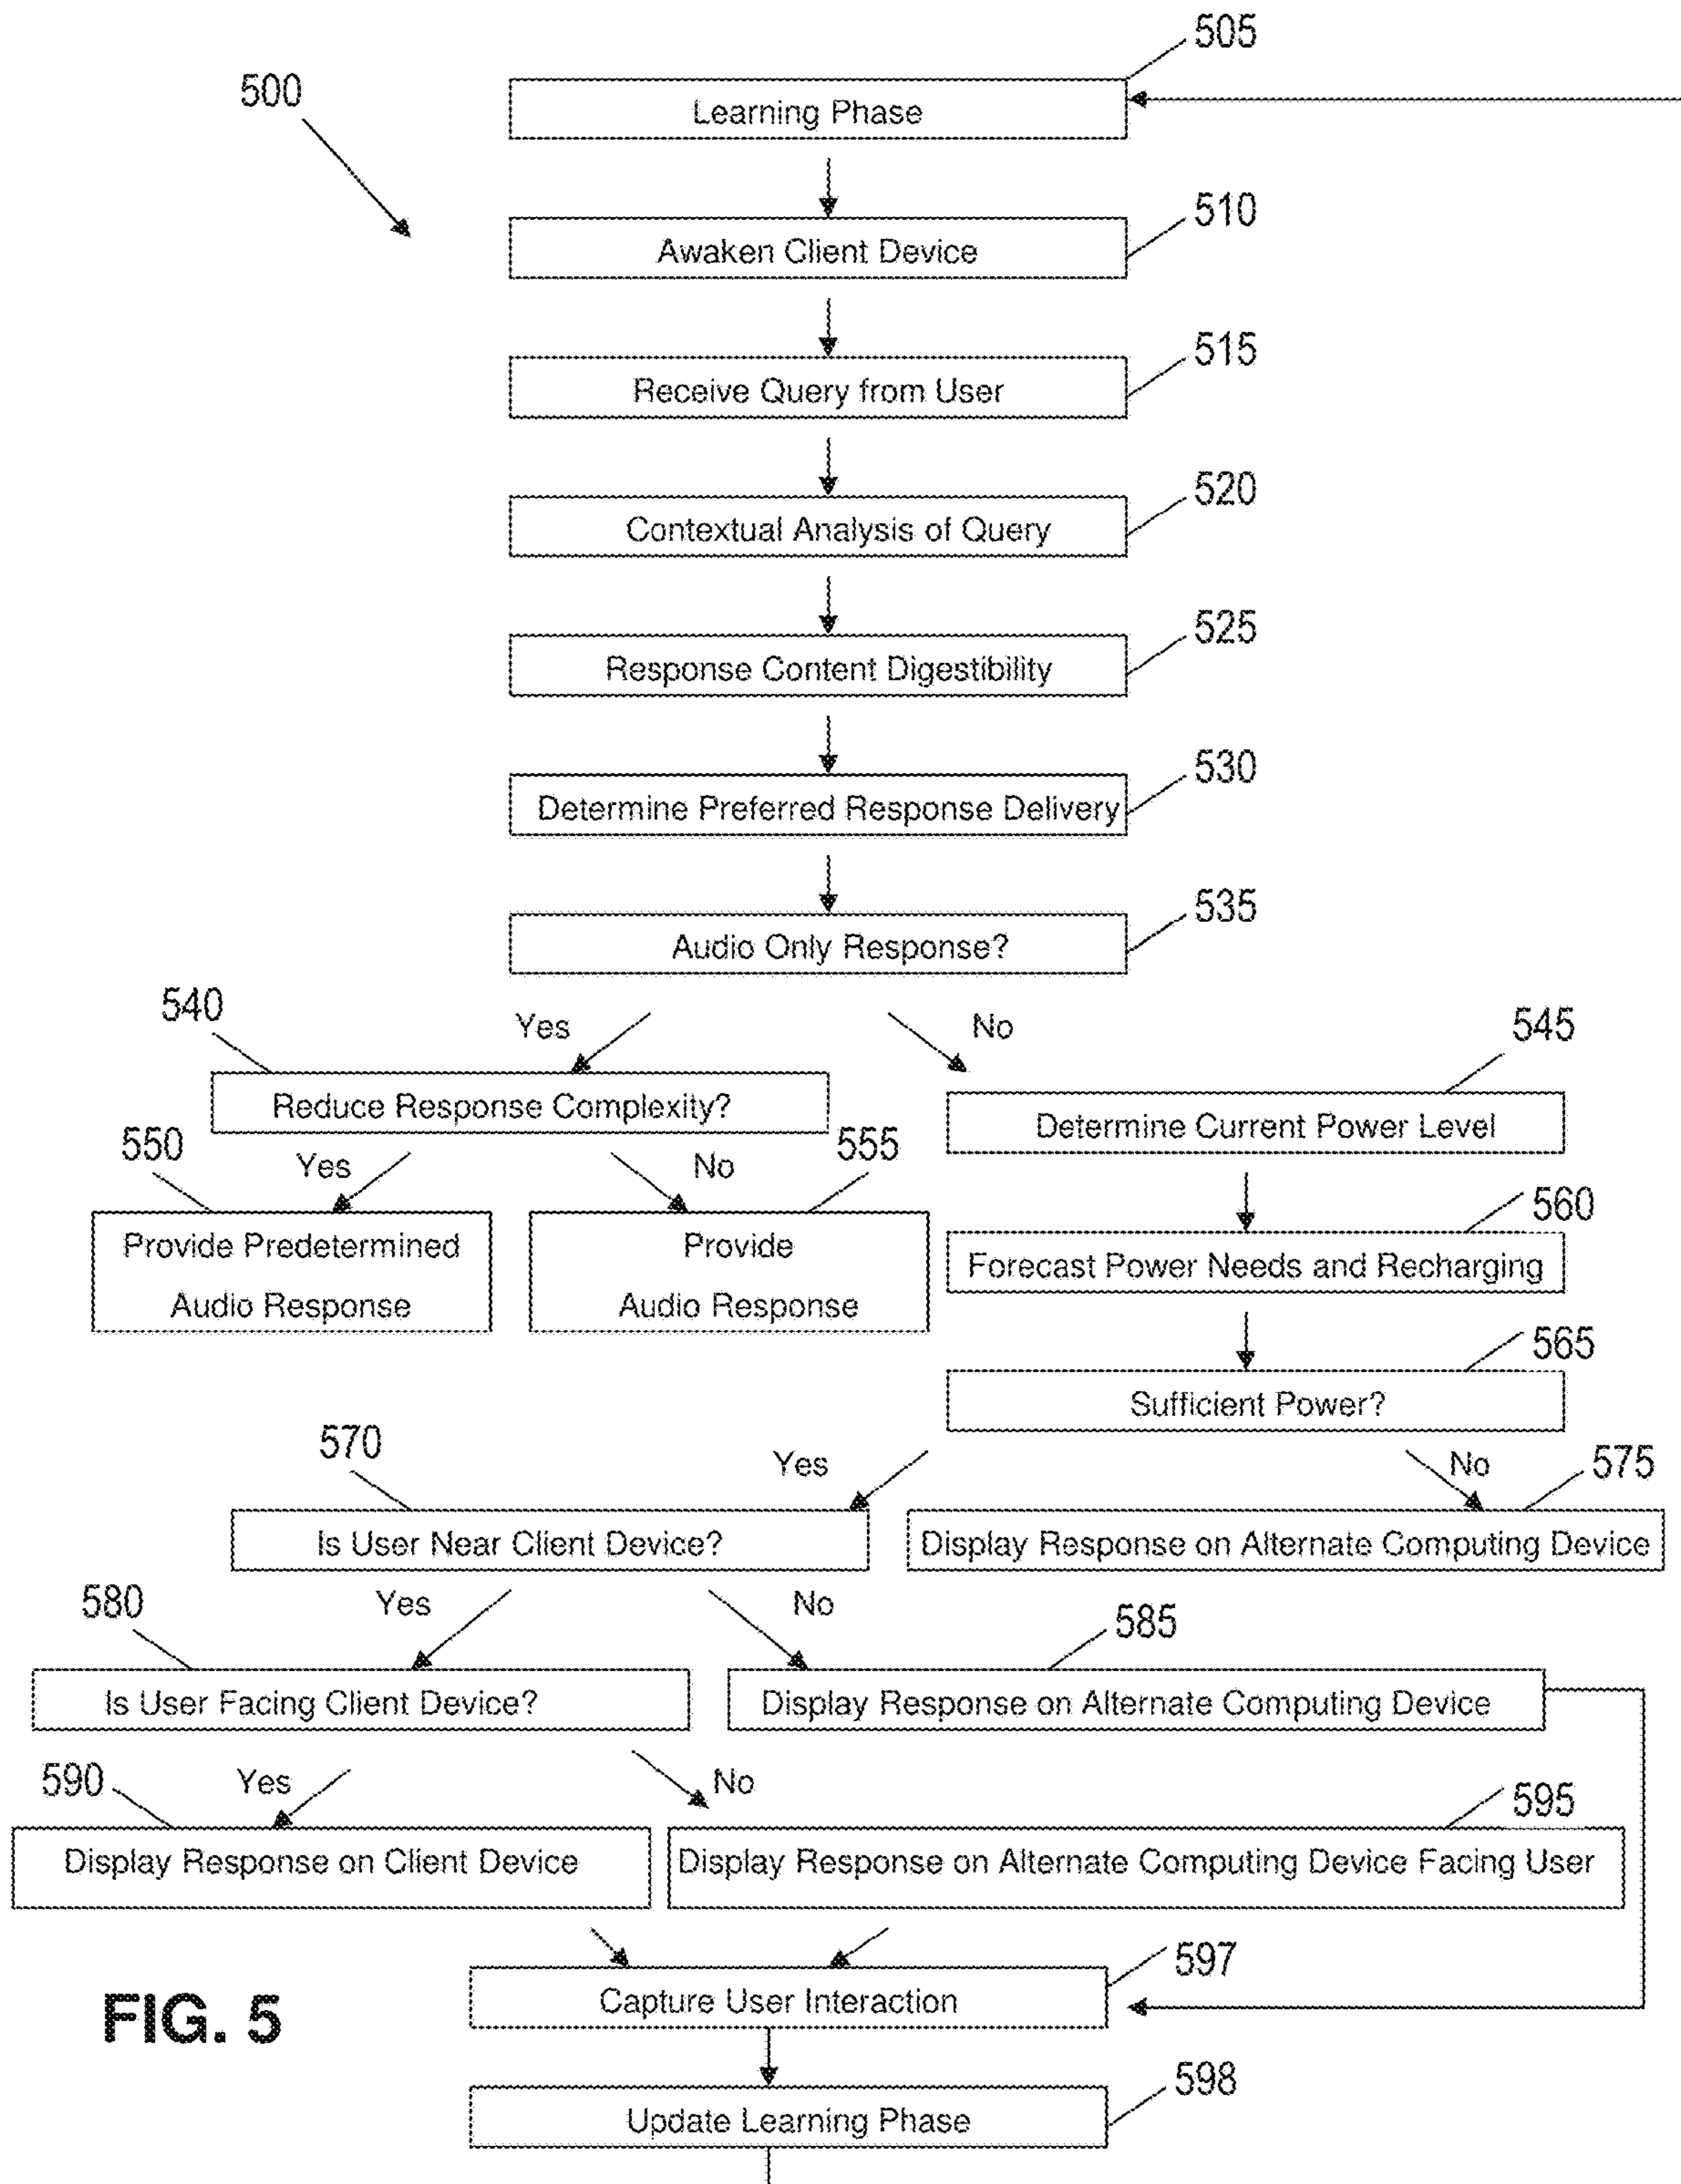 505
500
Learning Phase
510
Awaken Client Device
515
Receive Query from User
520
Contextual Analysis of Query
525
Response Content Digestibility
530
Determine Preferred Response Delivery
535
Audio Only Response?
540
Yes
No
545
Reduce Response Complexity?
Determine Current Power Level
550
Yes
No
555
Provide Predetermined
Audio Response
Provide
Audio Response
560
Forecast Power Needs and Recharging
565
Sufficient Power?
570
Yes
No
575
Is User Near Client Device?
Display Response on Alternate Computing Device
580
Yes
No
585
Is User Facing Client Device?
Display Response on Alternate Computing Device
590
Yes
No
595
Display Response on Client Device
Display Response on Alternate Computing Device Facing User
597
Capture User Interaction
FIG. 5
598
Update Learning Phase